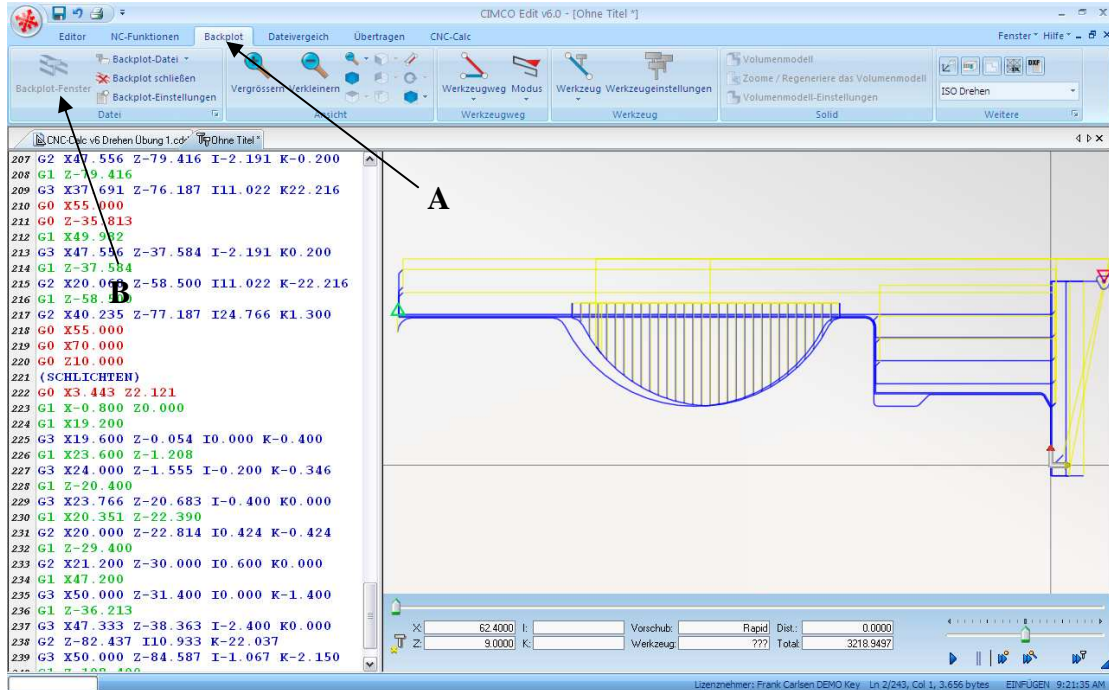 CIMCO Edit v6.0 - [Ohne Titel *]
Editor NC-Funktionen Backplot Dateivergeich Übertragen CNC-Calc Fenster Hilfe
Backplot-Fenster
Backplot-Datei
Backplot schließen
Backplot-Einstellungen
Datei
Vergrössern Verkleinern
Ansicht
Werkzeugweg Modus
Werkzeugweg
Werkzeug Werkzeugeinstellungen
Werkzeug
Volumenmodell
Zoome / Regeneriere das Volumenmodell
Volumenmodell-Einstellungen
Solid
DXF
ISO Drehen
Weitere
CNC-Calc v6 Drehen Übung 1.cdd Ohne Titel *
A
B
207 G2 X47.556 Z-79.416 I-2.191 K-0.200
208 G1 Z-79.416
209 G3 X37.691 Z-76.187 I11.022 K22.216
210 G0 X55.000
211 G0 Z-35.813
212 G1 X49.982
213 G3 X47.556 Z-37.584 I-2.191 K0.200
214 G1 Z-37.584
215 G2 X20.068 Z-58.500 I11.022 K-22.216
216 G1 Z-58.500
217 G2 X40.235 Z-77.187 I24.766 K1.300
218 G0 X55.000
219 G0 X70.000
220 G0 Z10.000
221 (SCHLICHTEN)
222 G0 X3.443 Z2.121
223 G1 X-0.800 Z0.000
224 G1 X19.200
225 G3 X19.600 Z-0.054 I0.000 K-0.400
226 G1 X23.600 Z-1.208
227 G3 X24.000 Z-1.555 I-0.200 K-0.346
228 G1 Z-20.400
229 G3 X23.766 Z-20.683 I-0.400 K0.000
230 G1 X20.351 Z-22.390
231 G2 X20.000 Z-22.814 I0.424 K-0.424
232 G1 Z-29.400
233 G2 X21.200 Z-30.000 I0.600 K0.000
234 G1 X47.200
235 G3 X50.000 Z-31.400 I0.000 K-1.400
236 G1 Z-36.213
237 G3 X47.333 Z-38.363 I-2.400 K0.000
238 G2 Z-82.437 I10.933 K-22.037
239 G3 X50.000 Z-84.587 I-1.067 K-2.150
X: 62.4000 I: Vorschub: Rapid Dist.: 0.0000
Z: 9.0000 K: Werkzeug: ??? Total: 3218.9497
Lizenznehmer: Frank Carlsen DEMO Key Ln 2/243, Col 1, 3.656 bytes EINFÜGEN 9:21:35 AM